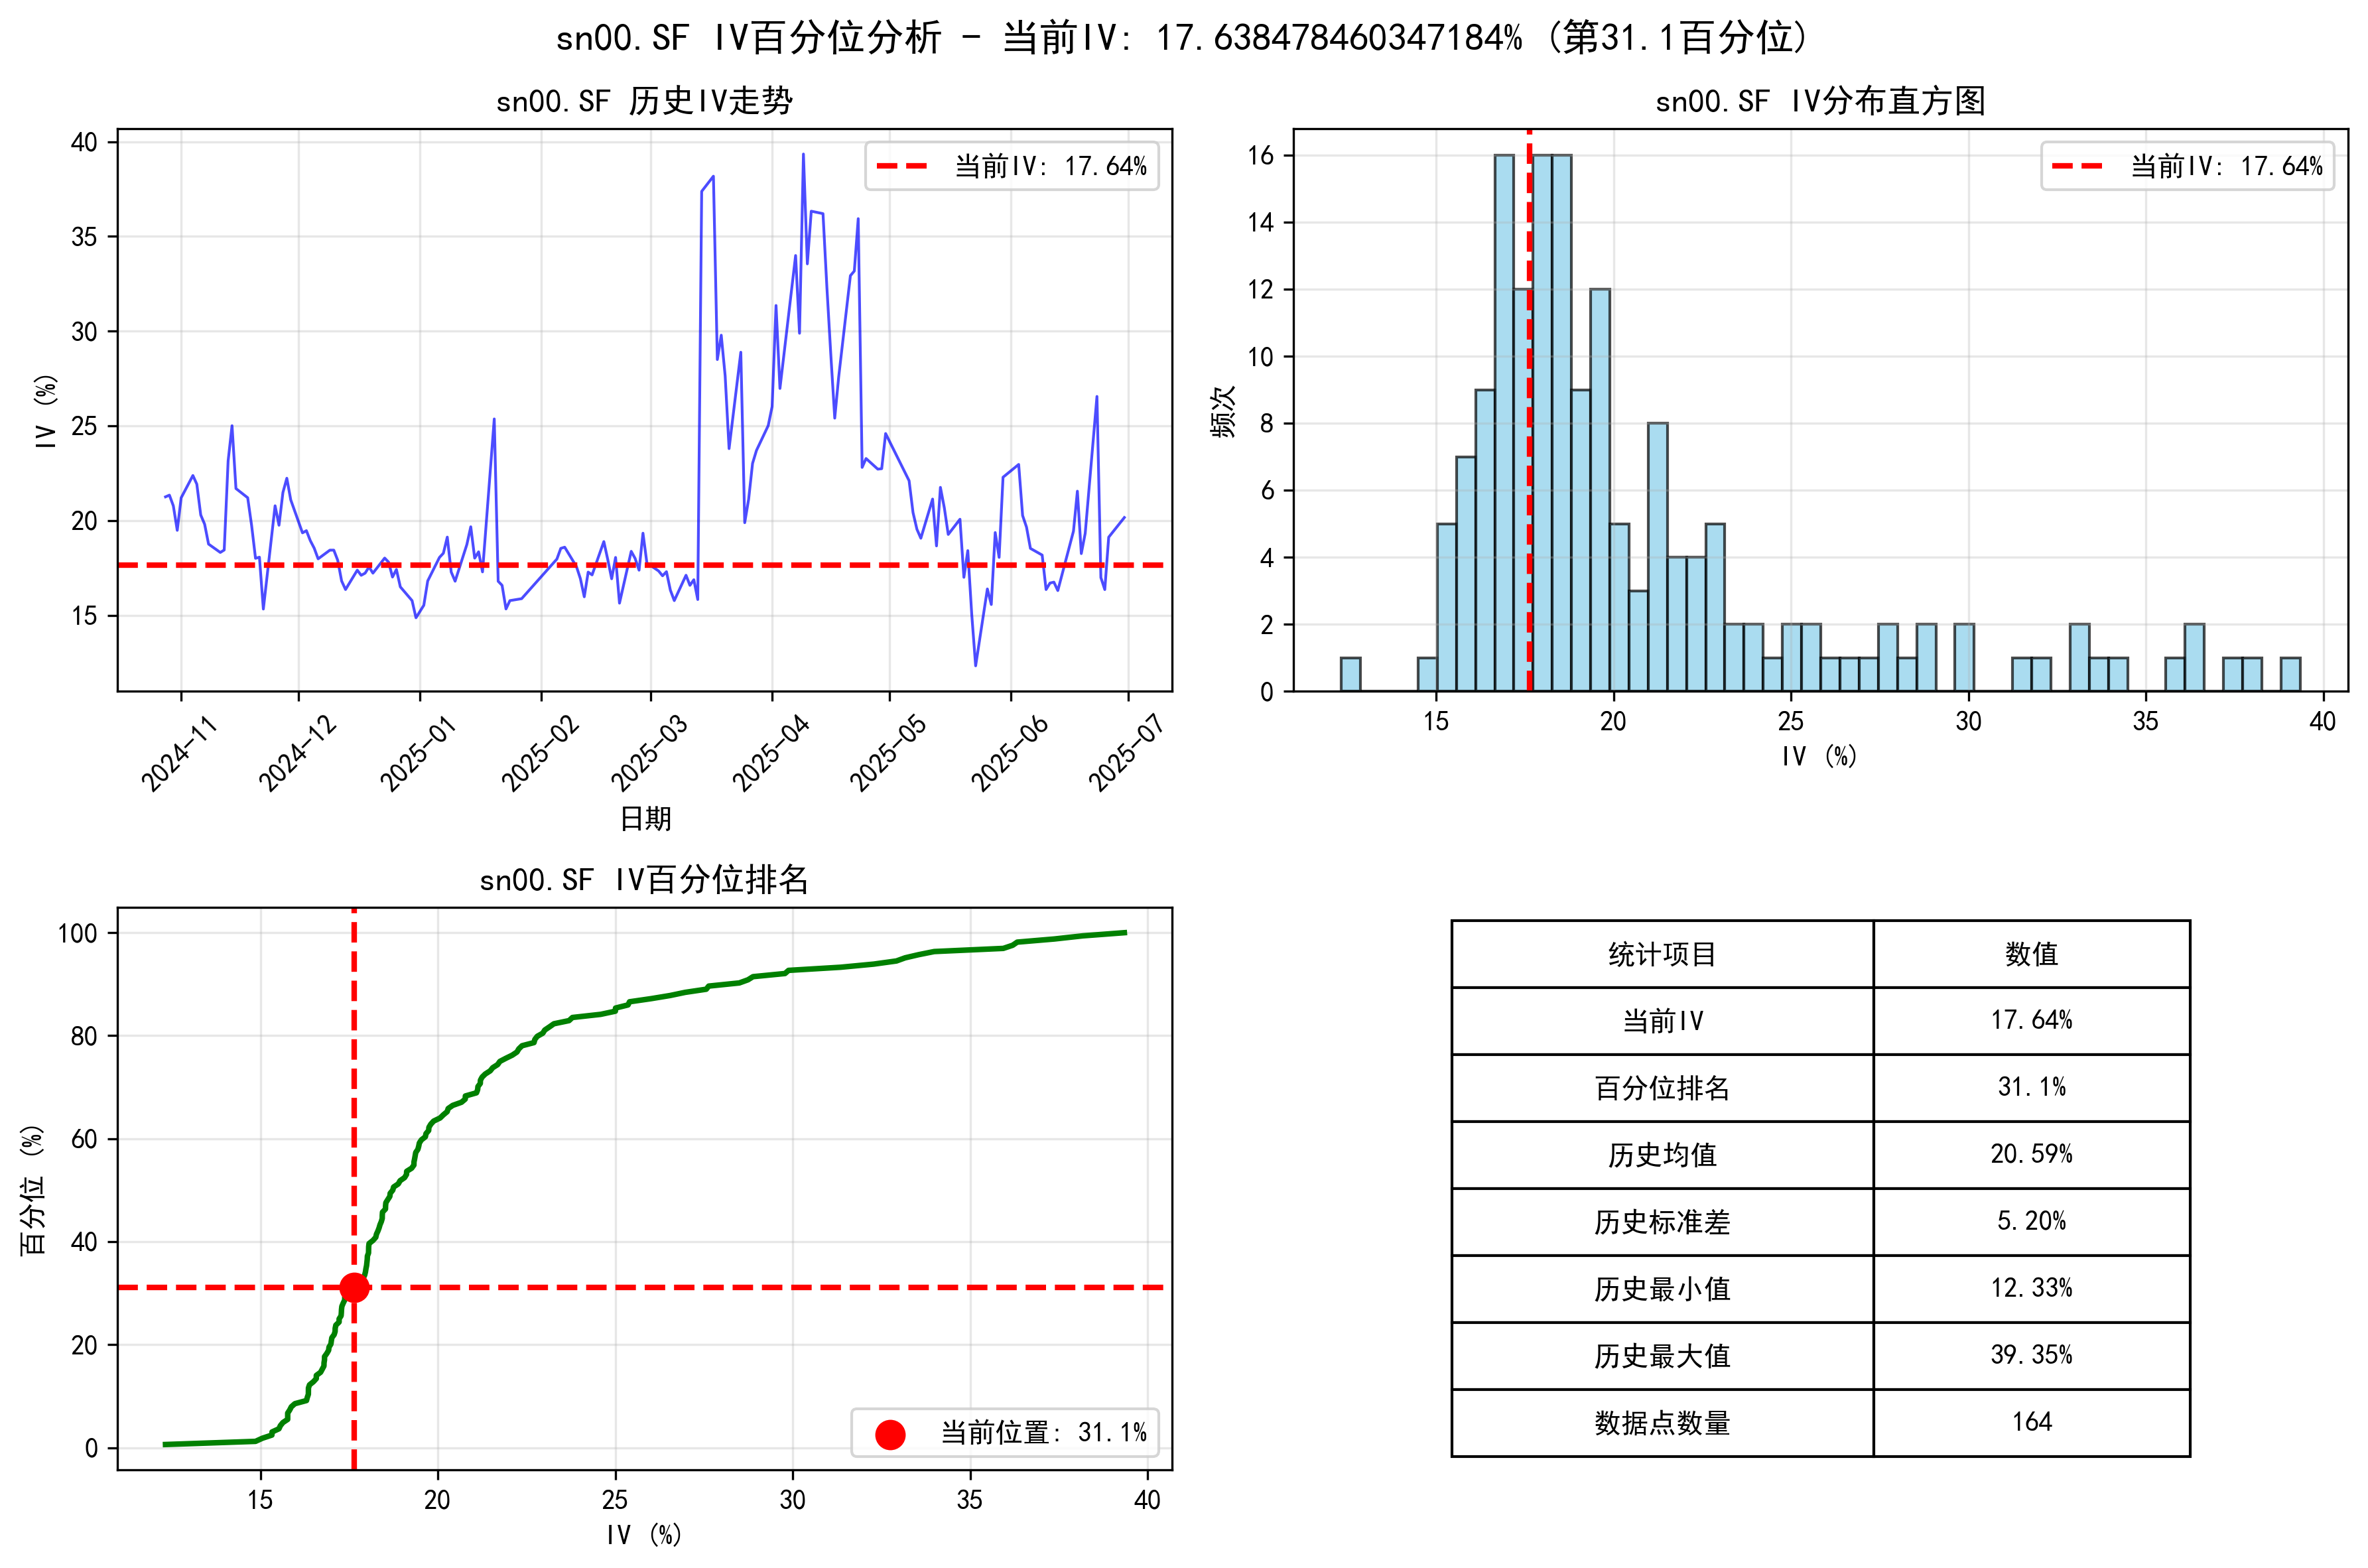 sn00.SF IV百分位分析 - 当前IV: 17.638478460347184% (第31.1百分位)
sn00.SF 历史IV走势
40
35
30
25
20
15
IV (%)
当前IV: 17.64%
2024-11
2024-12
2025-01
2025-02
2025-03
2025-04
2025-05
2025-06
2025-07
日期
sn00.SF IV分布直方图
16
14
12
10
8
6
4
2
0
频次
当前IV: 17.64%
15
20
25
30
35
40
IV (%)
sn00.SF IV百分位排名
100
80
60
40
20
0
百分位 (%)
当前位置: 31.1%
15
20
25
30
35
40
IV (%)
统计项目 数值
当前IV 17.64%
百分位排名 31.1%
历史均值 20.59%
历史标准差 5.20%
历史最小值 12.33%
历史最大值 39.35%
数据点数量 164